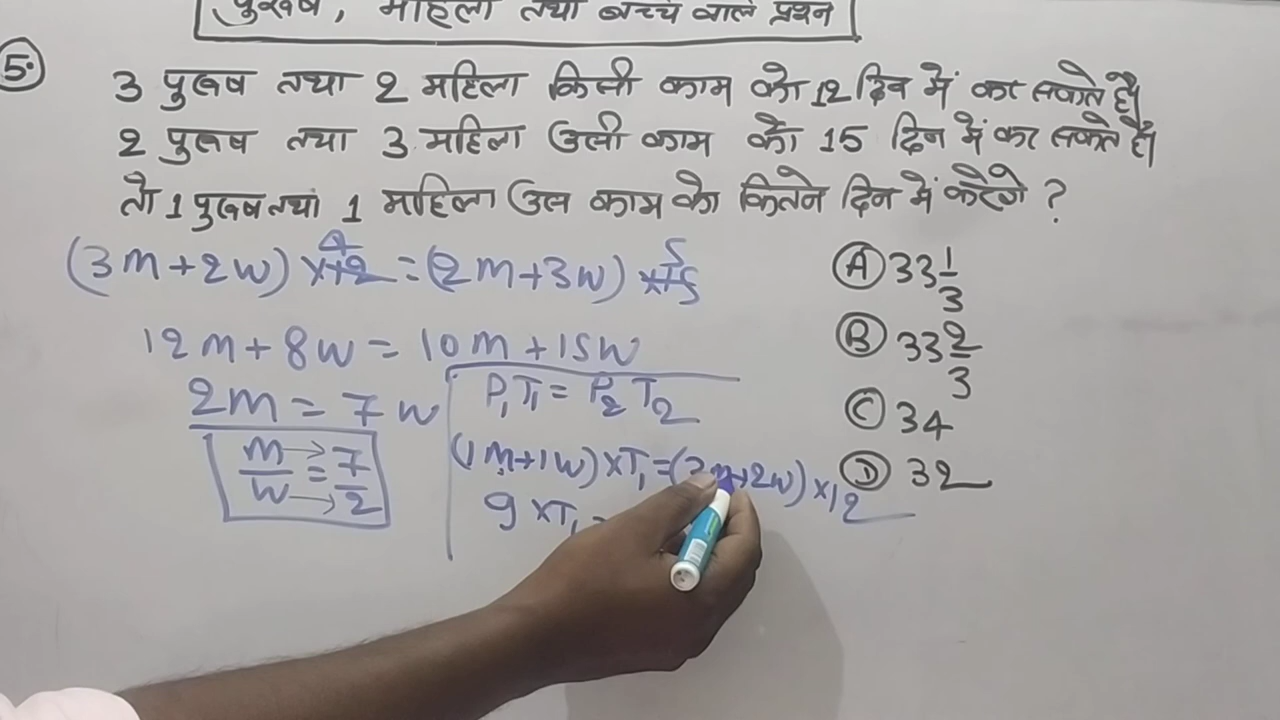 पुरुष, महिला तथा बच्चे वाले प्रश्न
5.
3 पुरुष तथा 2 महिला किसी काम को 12 दिन में कर सकते हैं।
2 पुरुष तथा 3 महिला उसी काम को 15 दिन में कर सकते हैं।
तो 1 पुरुष तथा 1 महिला उस काम को कितने दिन में करेंगे ?
(3m+2w) ×12 4 = (2m+3w) ×15 5
12m + 8w = 10m + 15w
2m = 7w
m/w = 7/2
P₁T₁ = P₂T₂
(1m+1w) ×T₁ = (3m+2w) ×12
9 ×T₁ =
(A) 33 1/3
(B) 33 2/3
(C) 34
(D) 32